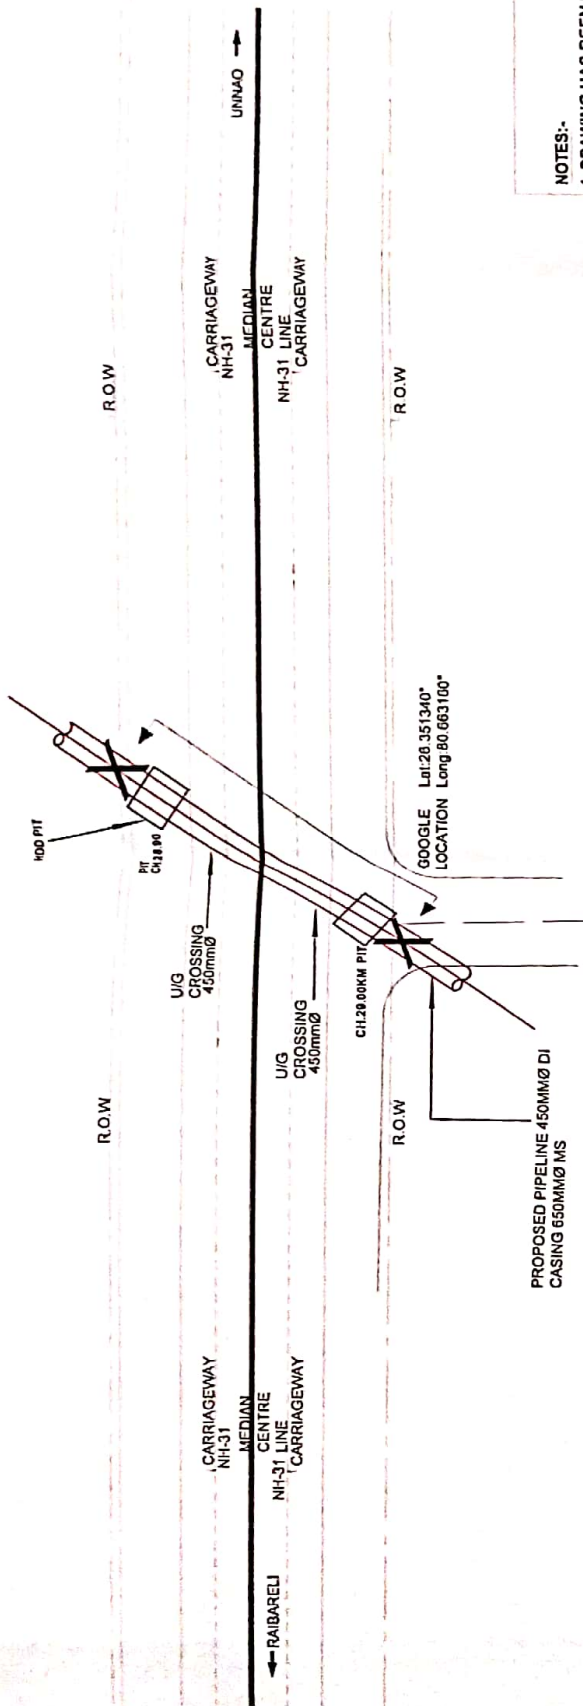 UNNAO
R.O.W
R.O.W
CARRIAGEWAY
NH-31
MEDIAN
CENTRE
NH-31 LINE
CARRIAGEWAY
CARRIAGEWAY
NH-31
MEDIAN
CENTRE
NH-31 LINE
CARRIAGEWAY
RAIBARELI
HDD PIT
PIT
CH.28.90
U/G
CROSSING
450mmØ
U/G
CROSSING
450mmØ
CH.29.00KM PIT
R.O.W
R.O.W
GOOGLE Lat:26.351340°
LOCATION Long:80.663100°
PROPOSED PIPELINE 450MMØ DI
CASING 650MMØ MS
NOTES:-